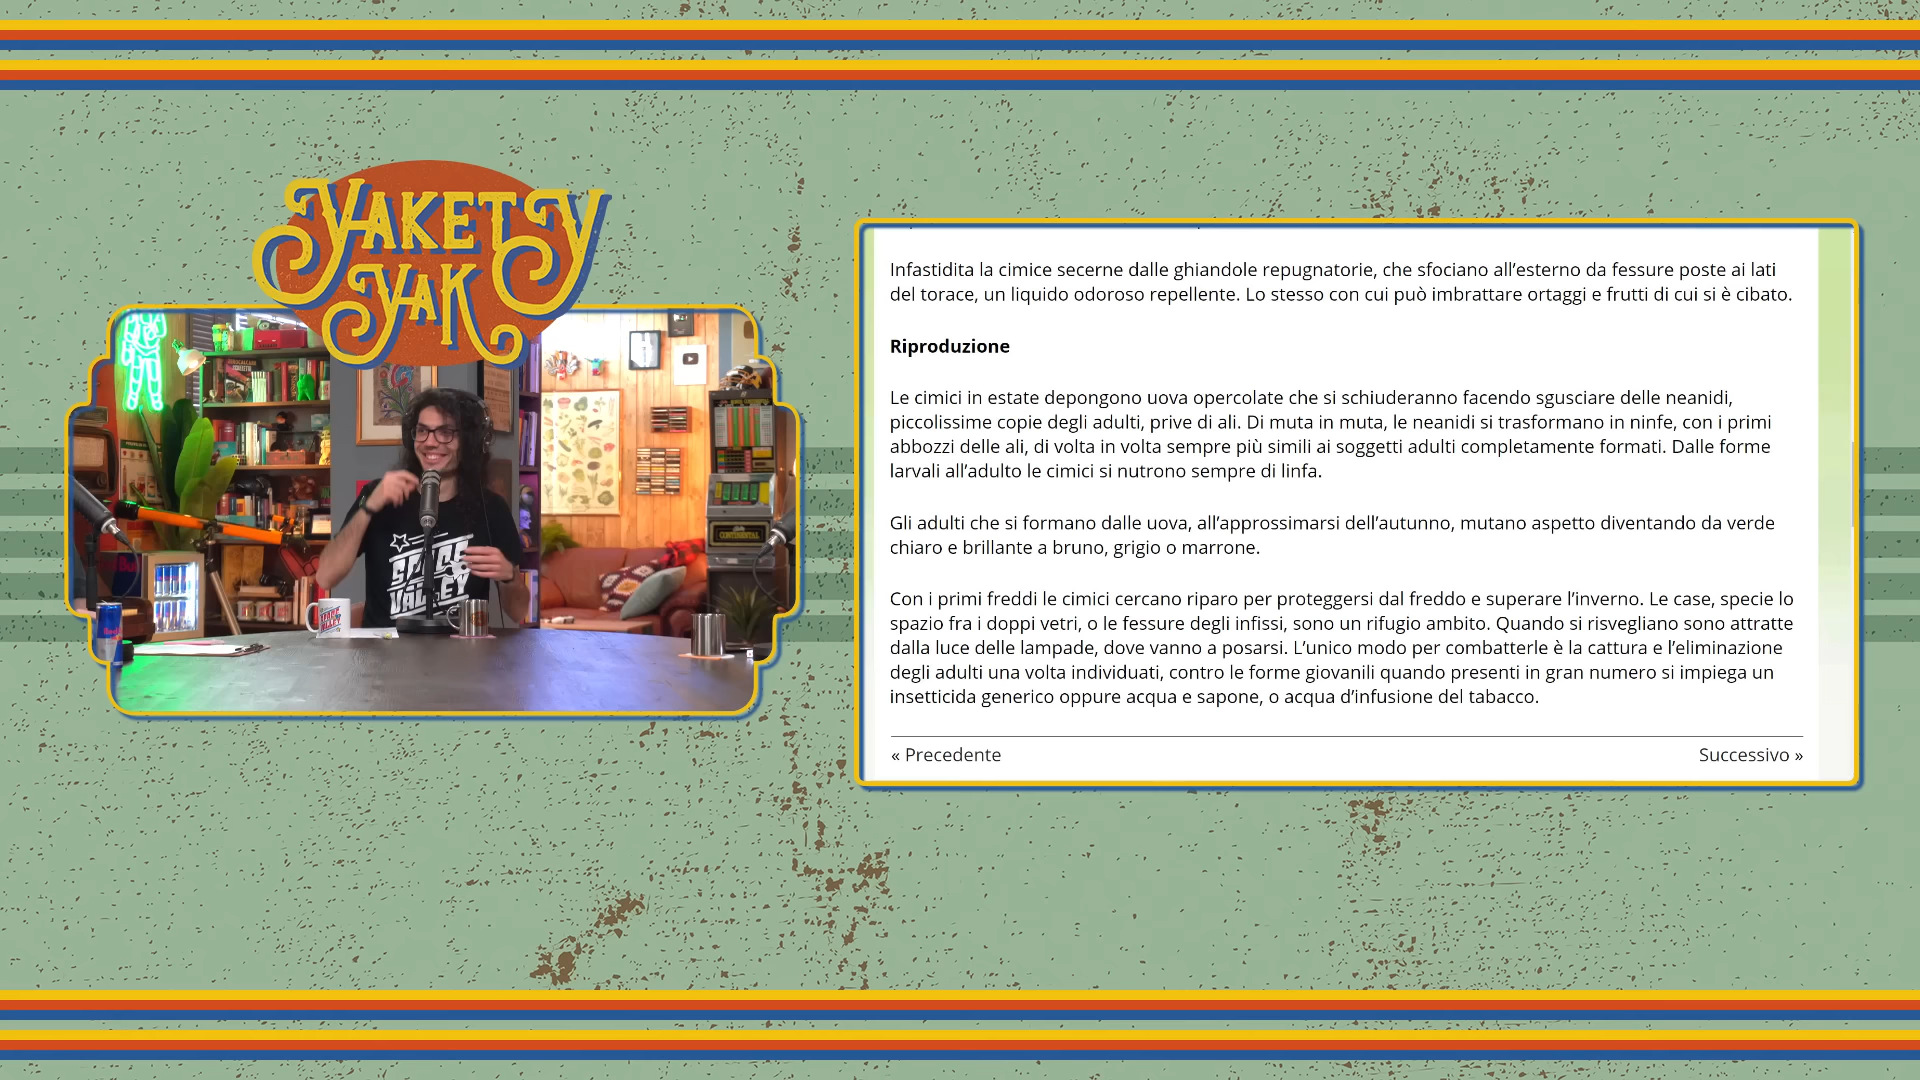 YAKETY
YAK
SPACE
VALLEY
CONTINENTAL
Infastidita la cimice secerne dalle ghiandole repugnatorie, che sfociano all’esterno da fessure poste ai lati
del torace, un liquido odoroso repellente. Lo stesso con cui può imbrattare ortaggi e frutti di cui si è cibato.
Riproduzione
Le cimici in estate depongono uova opercolate che si schiuderanno facendo sgusciare delle neanidi,
piccolissime copie degli adulti, prive di ali. Di muta in muta, le neanidi si trasformano in ninfe, con i primi
abbozzi delle ali, di volta in volta sempre più simili ai soggetti adulti completamente formati. Dalle forme
larvali all’adulto le cimici si nutrono sempre di linfa.
Gli adulti che si formano dalle uova, all’approssimarsi dell’autunno, mutano aspetto diventando da verde
chiaro e brillante a bruno, grigio o marrone.
Con i primi freddi le cimici cercano riparo per proteggersi dal freddo e superare l’inverno. Le case, specie lo
spazio fra i doppi vetri, o le fessure degli infissi, sono un rifugio ambito. Quando si risvegliano sono attratte
dalla luce delle lampade, dove vanno a posarsi. L’unico modo per combatterle è la cattura e l’eliminazione
degli adulti una volta individuati, contro le forme giovanili quando presenti in gran numero si impiega un
insetticida generico oppure acqua e sapone, o acqua d’infusione del tabacco.
« Precedente
Successivo »